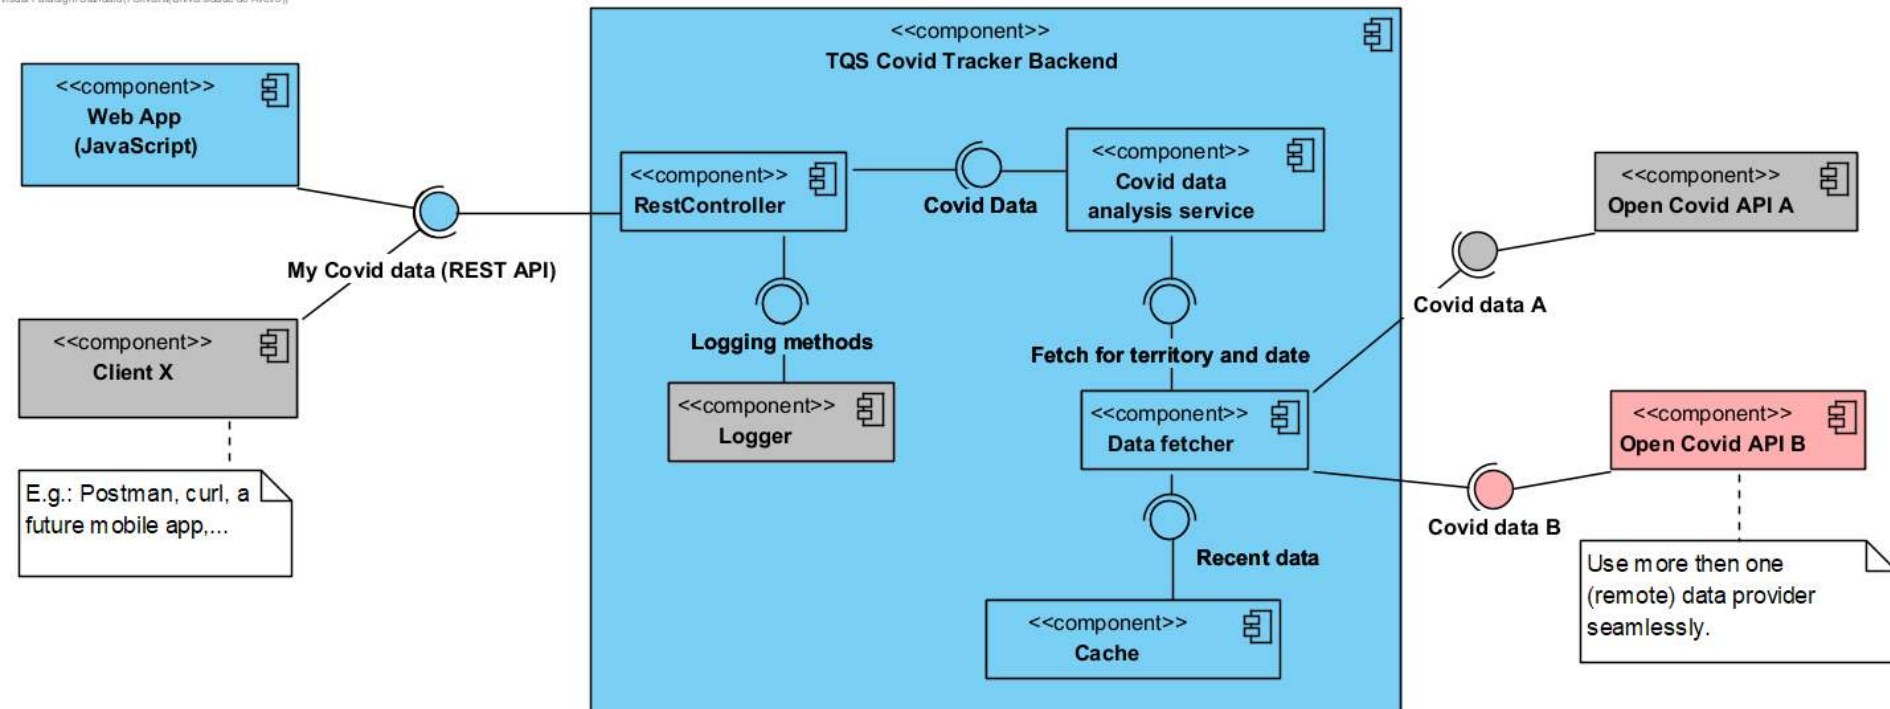 <<component>>
TQS Covid Tracker Backend
<<component>>
Web App
(JavaScript)
<<component>>
RestController
Covid Data
<<component>>
Covid data
analysis service
<<component>>
Open Covid API A
My Covid data (REST API)
Covid data A
<<component>>
Client X
Logging methods
Fetch for territory and date
<<component>>
Logger
<<component>>
Data fetcher
<<component>>
Open Covid API B
E.g.: Postman, curl, a
future mobile app,...
Covid data B
Recent data
Use more then one
(remote) data provider
seamlessly.
<<component>>
Cache